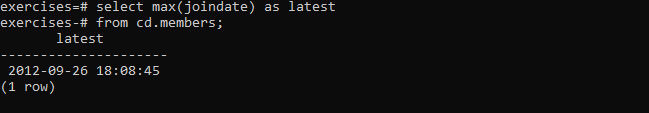 exercises=# select max(joindate) as latest
exercises-# from cd.members;
       latest
---------------------
 2012-09-26 18:08:45
(1 row)